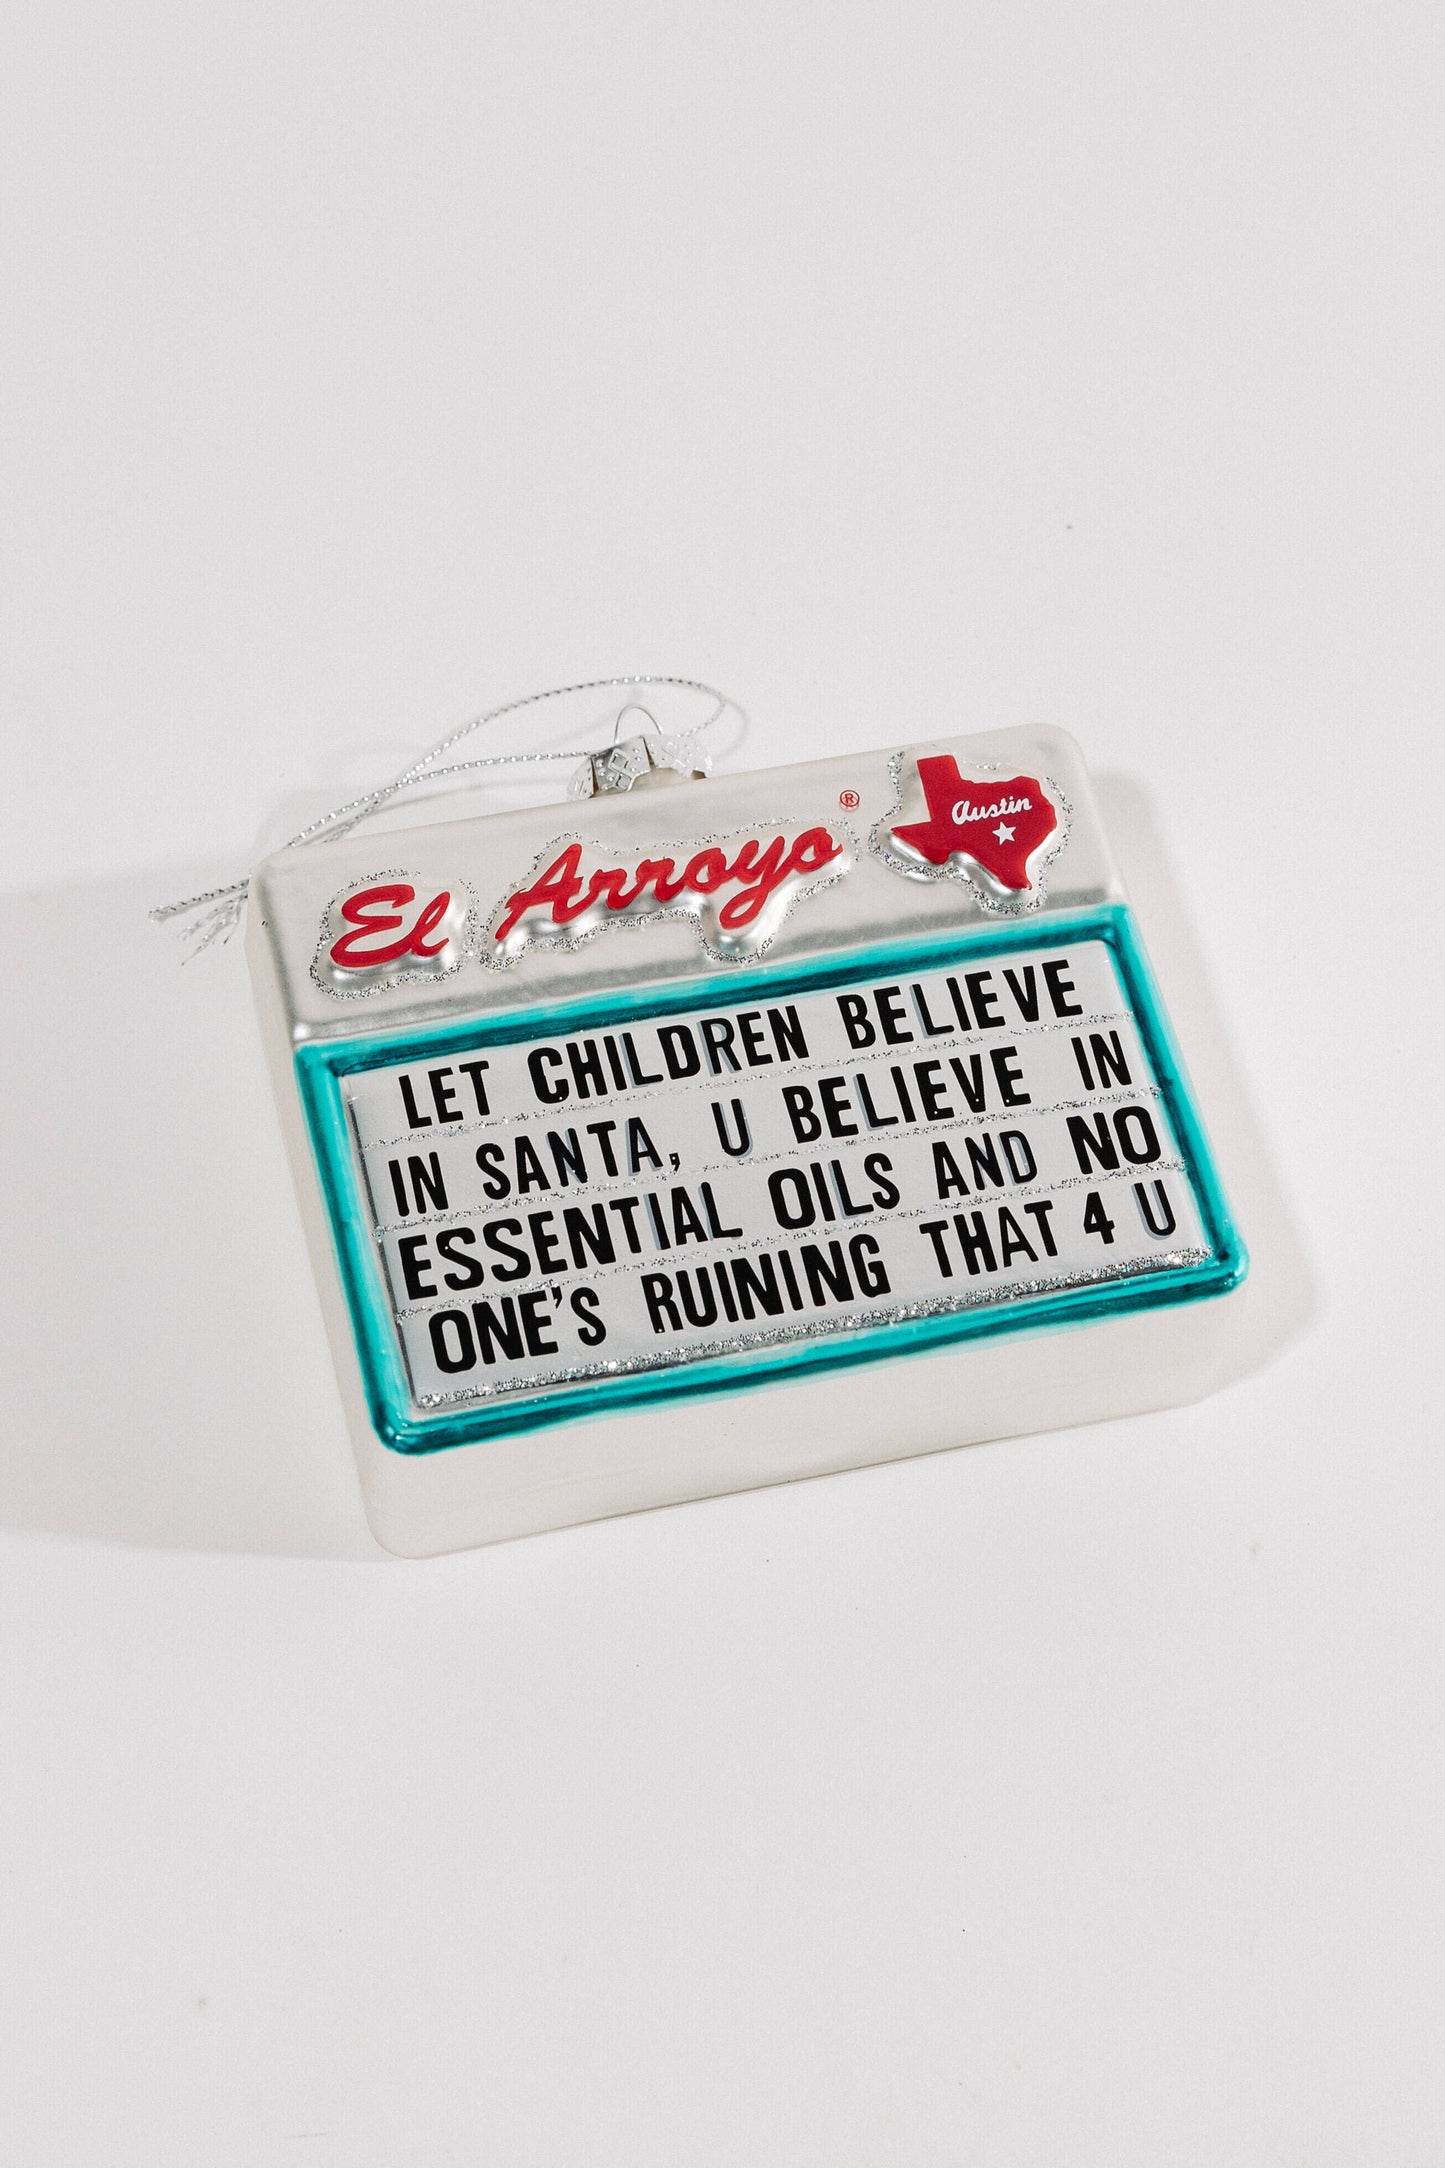 El Arroyo ®
Austin
LET CHILDREN BELIEVE
IN SANTA, U BELIEVE IN
ESSENTIAL OILS AND NO
ONE'S RUINING THAT 4 U